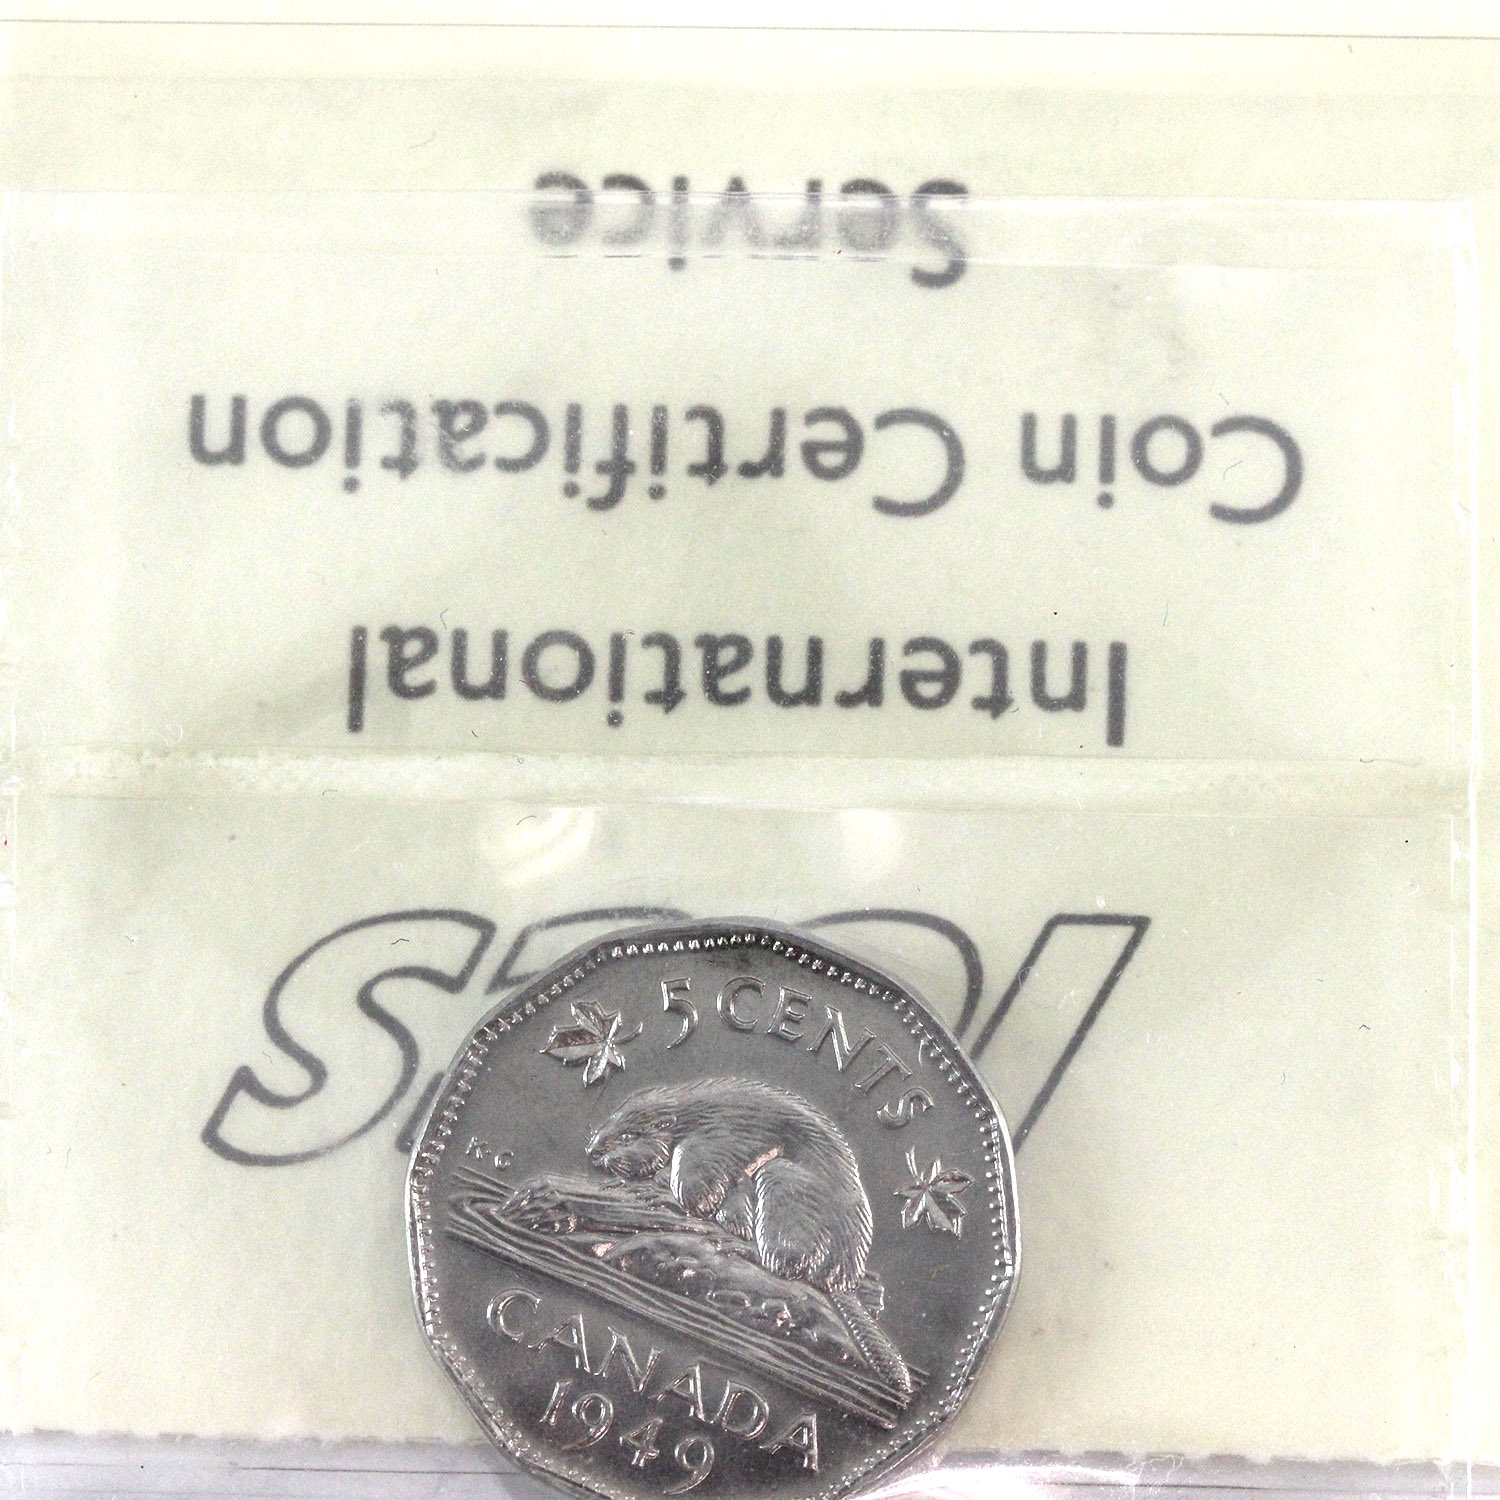 ICCS
International
Coin Certification
Service
5 CENTS
KG
CANADA
1949